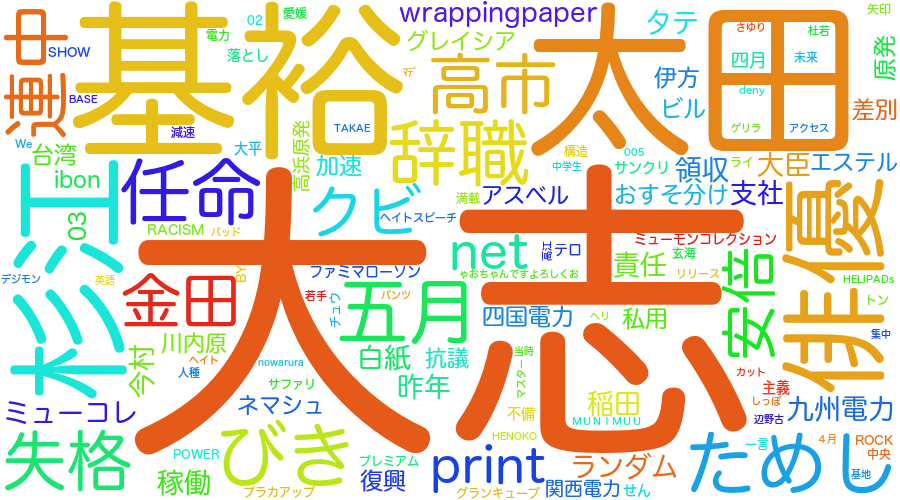 連中
SHOW
02
愛媛
電力
落とし
wrappingpaper
グレイシア
タテ
さゆり
杜若
矢印
基裕
太田
四月
未来
原発
BASE
減速
TAKAE
ﾏﾃﾞ
高市
伊方
ビル
deny
ゲリラ
アクセス
差別
We
台湾
大平
高浜原発
加速
辞職
構造
005
中学生
サンクリ
領収
ライ
大臣
エステル
ibon
任命
クビ
満載
アスベル
おすそ分け
支社
杉江
03
RACISM
パッド
ヘイトスピーチ
net
俺江
テロ
ミューモンコレクション
俳優
デジモン
英語
BY
ファミマローソン
ゃおちゃんですよろしくお
責任
玄海
リリース
安倍
HELIPADs
大志
金田
若手
チュウ
五月
パンツ
四国電力
ヘリ
私用
トン
集中
今村
川内原
ヘイト
人種
nowarura
白紙
抗議
当時
マスター
カット
サファリ
昨年
主義
ミューコレ
ネマシュ
不備
稲田
しっぽ
辺野古
九州電力
MUNIMUU
失格
びき
HENOKO
ためし
一言
4月
ROCK
中央
POWER
プレミアム
print
ランダム
稼働
復興
基地
プラカアップ
グランキューブ
関西電力
せん